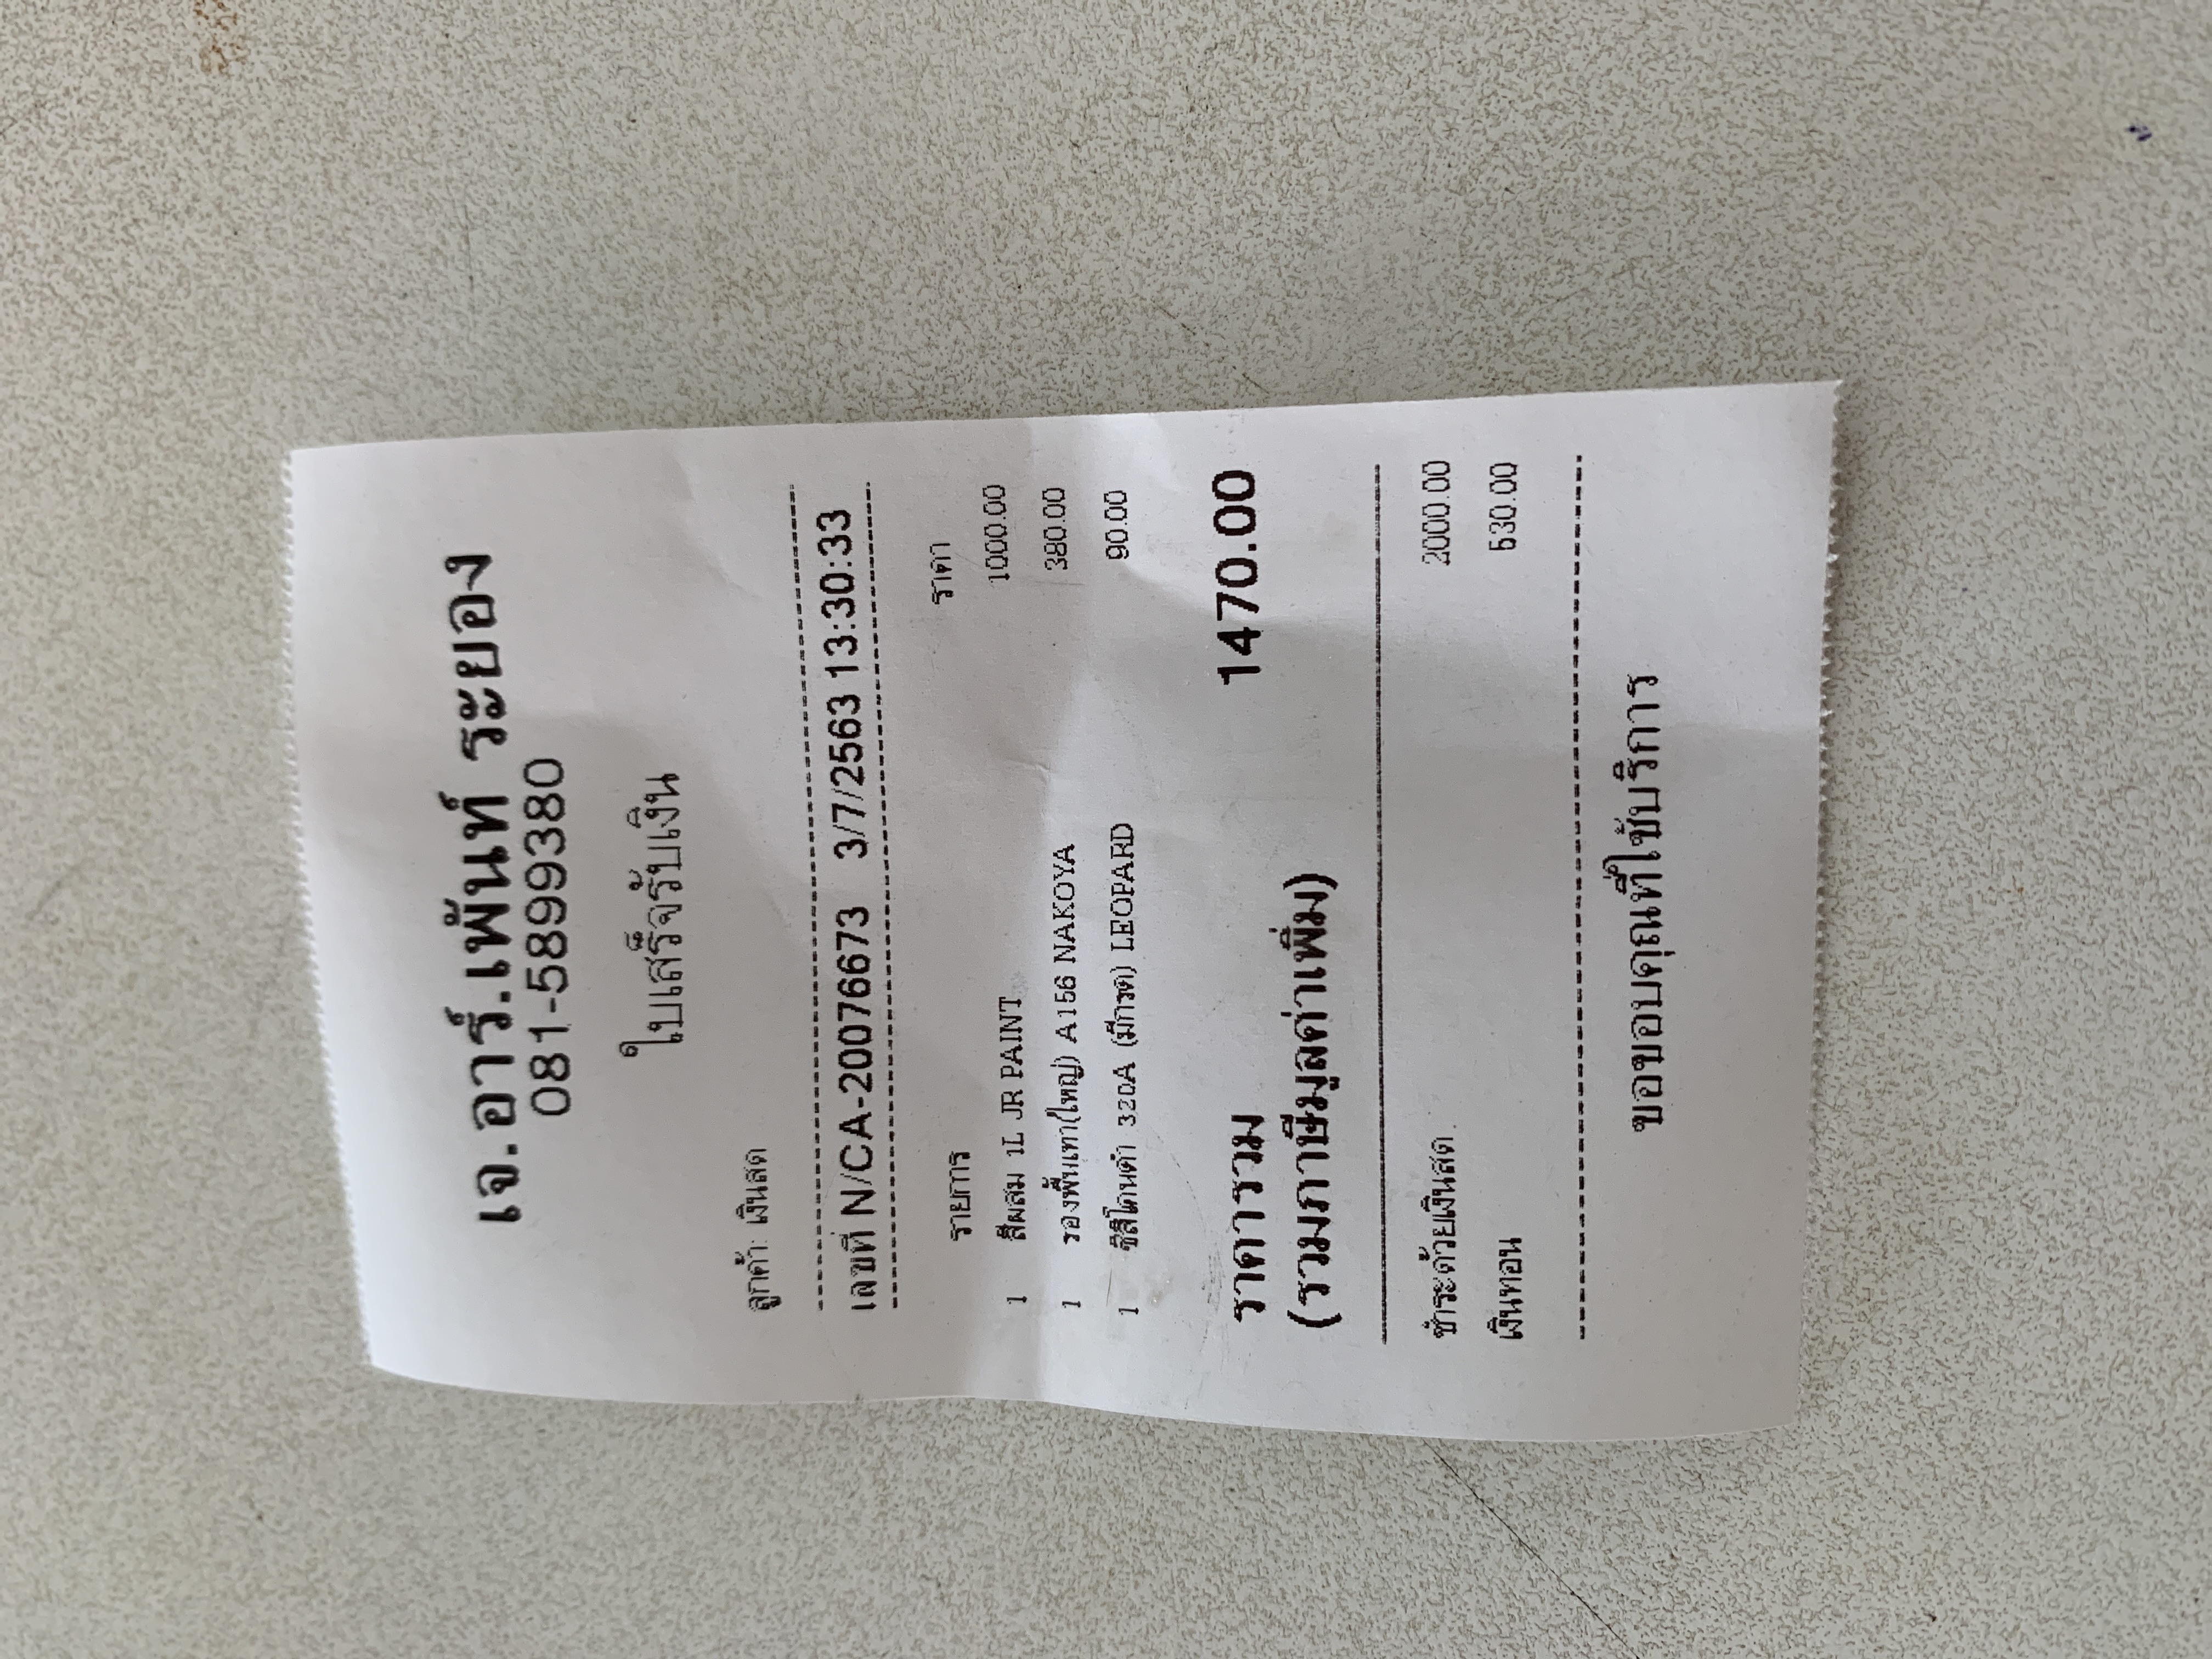 เจ.อาร์.เพ้นท์ ระยอง
081-5899380
ใบเสร็จรับเงิน
ลูกค้า: เงินสด
เลขที่ N/CA-20076673 3/7/2563 13:30:33
รายการ ราคา
1 สีผสม 1L JR PAINT 1000.00
1 รองพื้นเทา(ใหญ่) A156 NAKOYA 380.00
1 ซิลิโคนดำ 320A (มีกรด) LEOPARD 90.00
ราคารวม 1470.00
(รวมภาษีมูลค่าเพิ่ม)
ชำระด้วยเงินสด 2000.00
เงินทอน 530.00
ขอขอบคุณที่ใช้บริการ